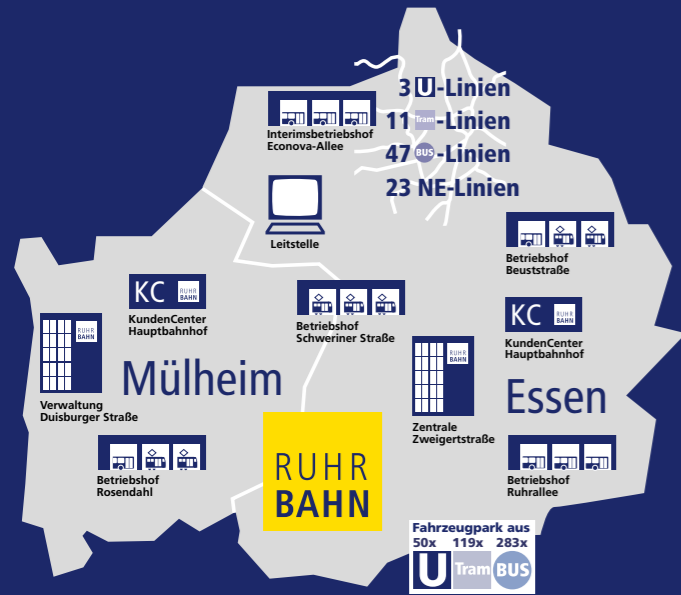 3 U-Linien
11 Tram-Linien
47 BUS-Linien
23 NE-Linien
Interimsbetriebshof
Econova-Allee
Leitstelle
Betriebshof
Beuststraße
KC RUHR
BAHN
KundenCenter
Hauptbahnhof
Betriebshof
Schweriner Straße
KC RUHR
BAHN
KundenCenter
Hauptbahnhof
RUHR
BAHN
Verwaltung
Duisburger Straße
Mülheim
RUHR
BAHN
Zentrale
Zweigertstraße
Essen
Betriebshof
Rosendahl
RUHR
BAHN
Betriebshof
Ruhrallee
Fahrzeugpark aus
50x 119x 283x
U Tram BUS